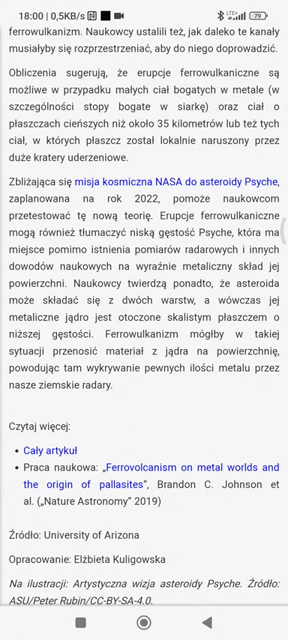 18:00 | 0,5KB/s
LTE+
79
ferrowulkanizm. Naukowcy ustalili też, jak daleko te kanały
musiałyby się rozprzestrzeniać, aby do niego doprowadzić.
Obliczenia sugerują, że erupcje ferrowulkaniczne są
możliwe w przypadku małych ciał bogatych w metale (w
szczególności stopy bogate w siarkę) oraz ciał o
płaszczach cieńszych niż około 35 kilometrów lub też tych
ciał, w których płaszcz został lokalnie naruszony przez
duże kratery uderzeniowe.
Zbliżająca się misja kosmiczna NASA do asteroidy Psyche,
zaplanowana na rok 2022, pomoże naukowcom
przetestować tę nową teorię. Erupcje ferrowulkaniczne
mogą również tłumaczyć niską gęstość Psyche, która ma
miejsce pomimo istnienia pomiarów radarowych i innych
dowodów naukowych na wyraźnie metaliczny skład jej
powierzchni. Naukowcy twierdzą ponadto, że asteroida
może składać się z dwóch warstw, a wówczas jej
metaliczne jądro jest otoczone skalistym płaszczem o
niższej gęstości. Ferrowulkanizm mógłby w takiej
sytuacji przenosić materiał z jądra na powierzchnię,
powodując tam wykrywanie pewnych ilości metalu przez
nasze ziemskie radary.
Czytaj więcej:
• Cały artykuł
• Praca naukowa: „Ferrovolcanism on metal worlds and
the origin of pallasites”, Brandon C. Johnson et
al. („Nature Astronomy” 2019)
Źródło: University of Arizona
Opracowanie: Elżbieta Kuligowska
Na ilustracji: Artystyczna wizja asteroidy Psyche. Źródło:
ASU/Peter Rubin/CC-BY-SA-4.0.